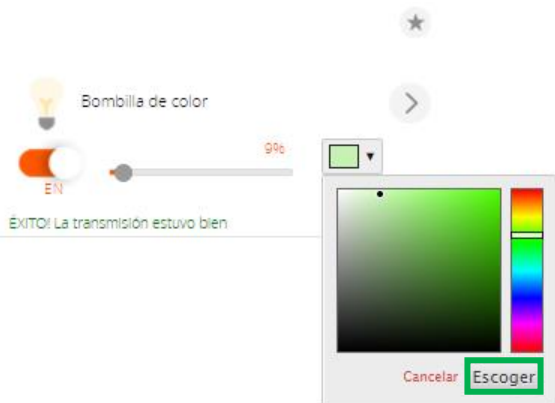 Bombilla de color
9%
EN
ÉXITO! La transmisión estuvo bien
Cancelar Escoger